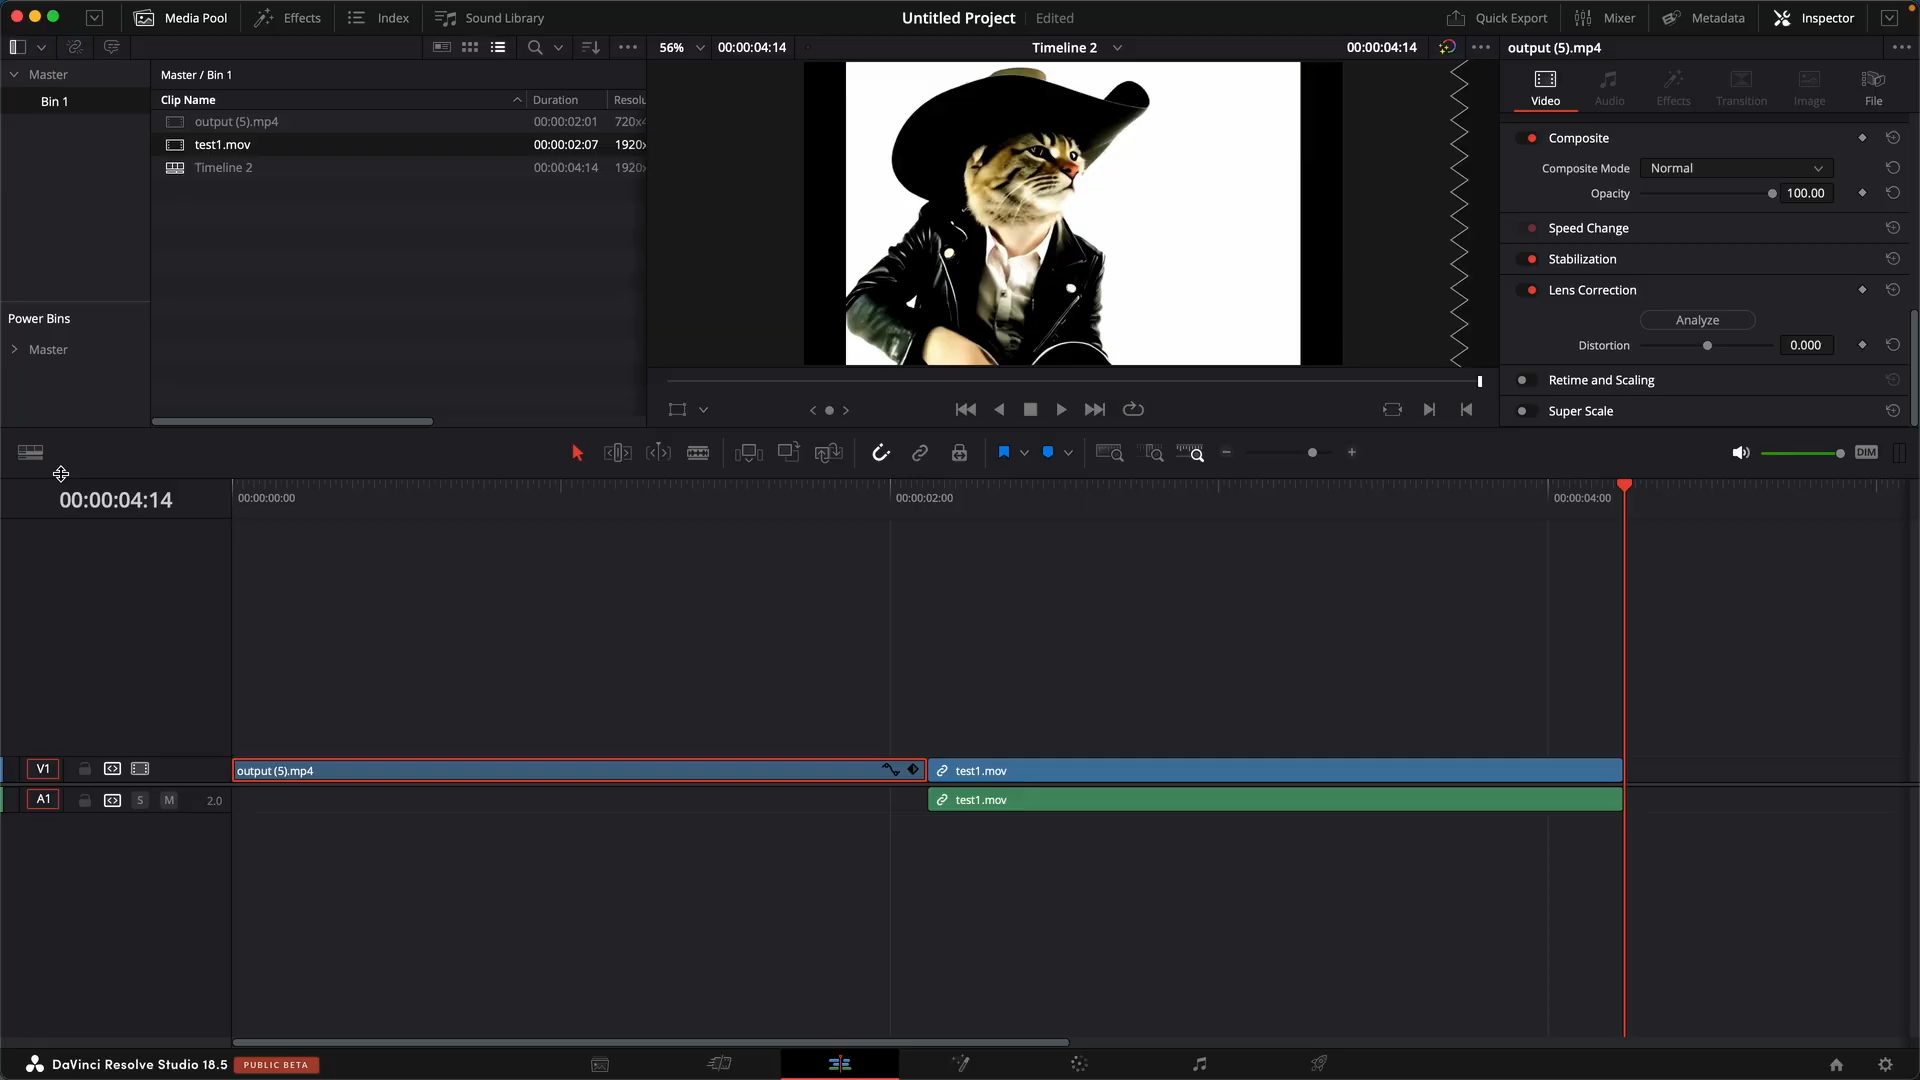 Media Pool
Effects
Index
Sound Library
Untitled Project
Edited
Quick Export
Mixer
Metadata
Inspector
56%
00:00:04:14
Timeline 2
00:00:04:14
output (5).mp4
Master
Bin 1
Power Bins
Master
Master / Bin 1
Clip Name
Duration
Resolu
output (5).mp4
00:00:02:01
720x4
test1.mov
00:00:02:07
1920x
Timeline 2
00:00:04:14
1920x
Video
Audio
Effects
Transition
Image
File
Composite
Composite Mode
Normal
Opacity
100.00
Speed Change
Stabilization
Lens Correction
Analyze
Distortion
0.000
Retime and Scaling
Super Scale
DIM
00:00:04:14
00:00:00:00
00:00:02:00
00:00:04:00
V1
output (5).mp4
test1.mov
A1
S
M
2.0
test1.mov
DaVinci Resolve Studio 18.5
PUBLIC BETA